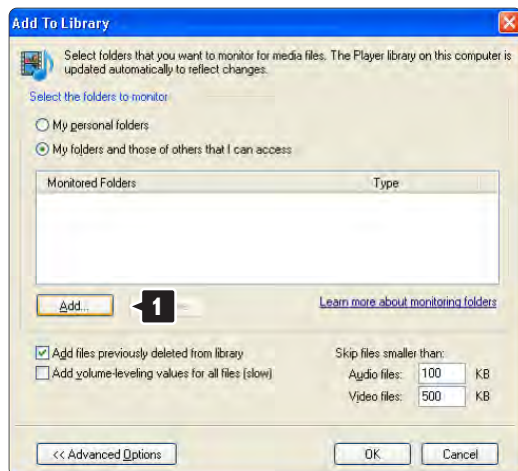 Add To Library
Select folders that you want to monitor for media files. The Player library on this computer is
updated automatically to reflect changes.
Select the folders to monitor
My personal folders
My folders and those of others that I can access
Monitored Folders Type
Add... 1 Learn more about monitoring folders
Add files previously deleted from library Skip files smaller than:
Add volume-leveling values for all files (slow) Audio files: 100 KB
Video files: 500 KB
<< Advanced Options OK Cancel